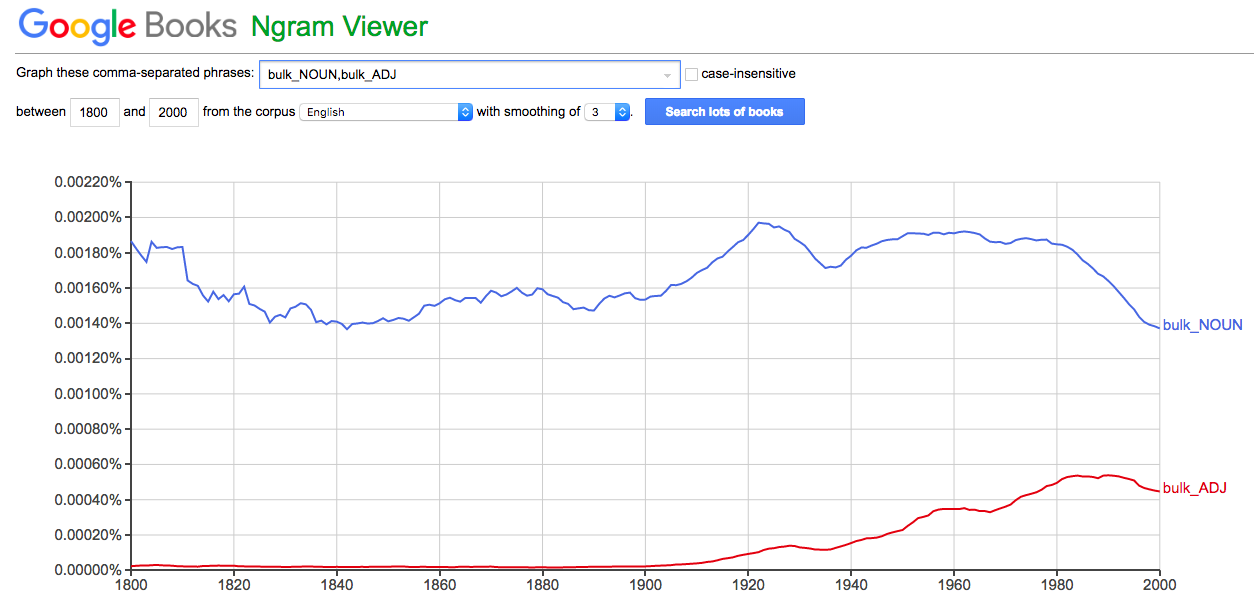 Google Books Ngram Viewer
Graph these comma-separated phrases: bulk_NOUN,bulk_ADJ case-insensitive
between 1800 and 2000 from the corpus English with smoothing of 3. Search lots of books
0.00220%
0.00200%
0.00180%
0.00160%
0.00140%
bulk_NOUN
0.00120%
0.00100%
0.00080%
0.00060%
bulk_ADJ
0.00040%
0.00020%
0.00000%
1800 1820 1840 1860 1880 1900 1920 1940 1960 1980 2000